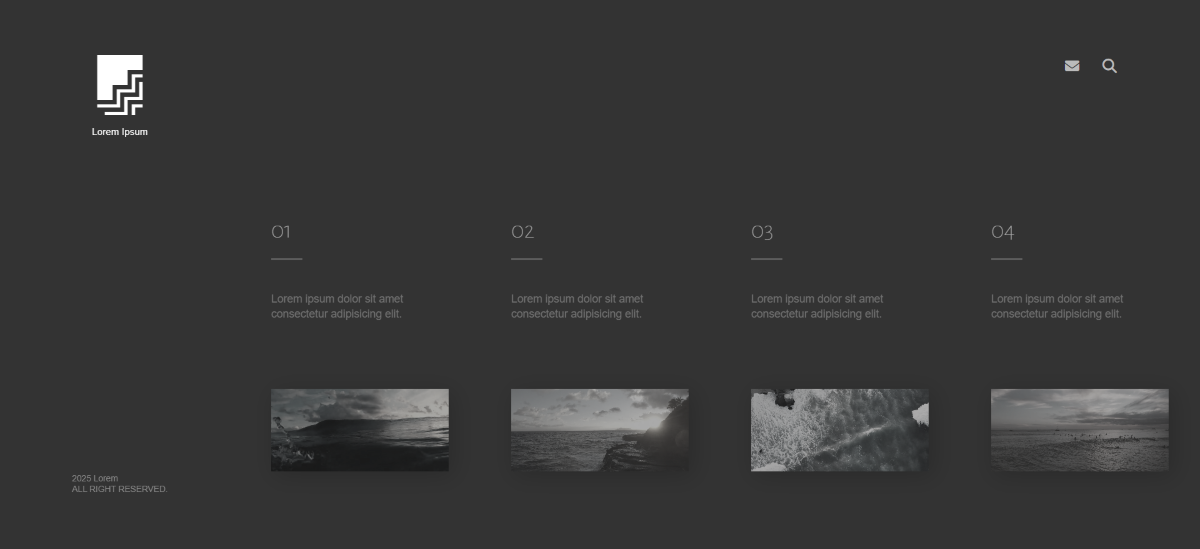 Lorem Ipsum
01
Lorem ipsum dolor sit amet
consectetur adipisicing elit.
02
Lorem ipsum dolor sit amet
consectetur adipisicing elit.
03
Lorem ipsum dolor sit amet
consectetur adipisicing elit.
04
Lorem ipsum dolor sit amet
consectetur adipisicing elit.
2025 Lorem
ALL RIGHT RESERVED.